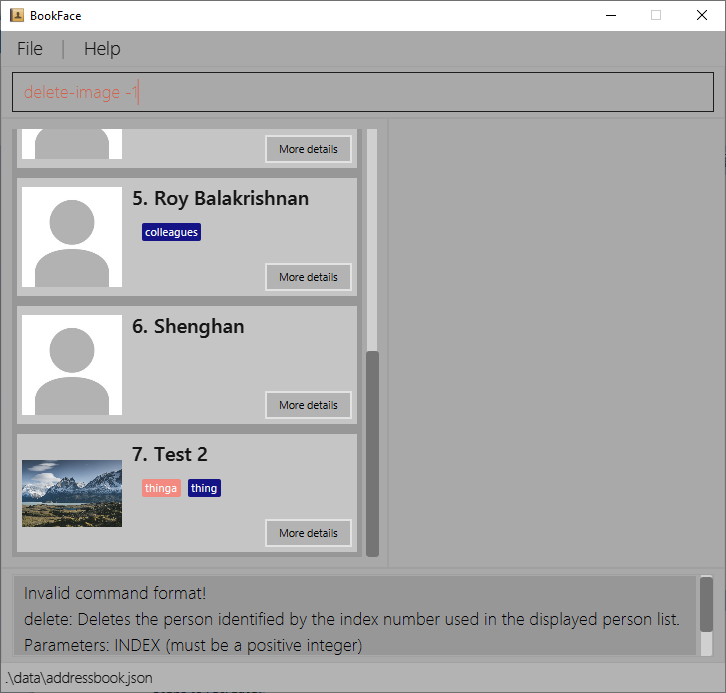 BookFace
File | Help
delete-image -1
More details
5. Roy Balakrishnan
colleagues
More details
6. Shenghan
More details
7. Test 2
thinga thing
More details
Invalid command format!
delete: Deletes the person identified by the index number used in the displayed person list.
Parameters: INDEX (must be a positive integer)
.\data\addressbook.json